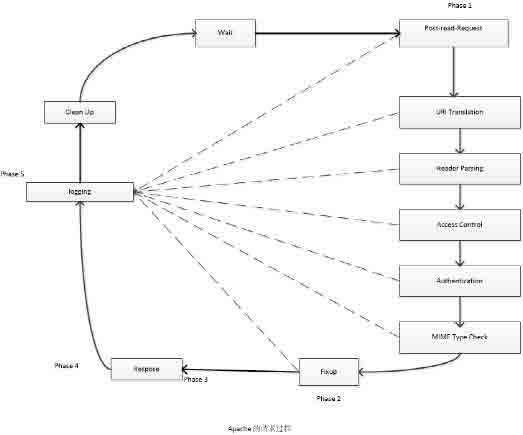 Phase 1
Wait
Post-read-Request
Clean Up
URI Translation
Phase 5
Reader Parsing
logging
Access Control
Authentication
MIME Type Check
Phase 4
Respose
Phase 3
Fixup
Phase 2
Apache 的请求过程